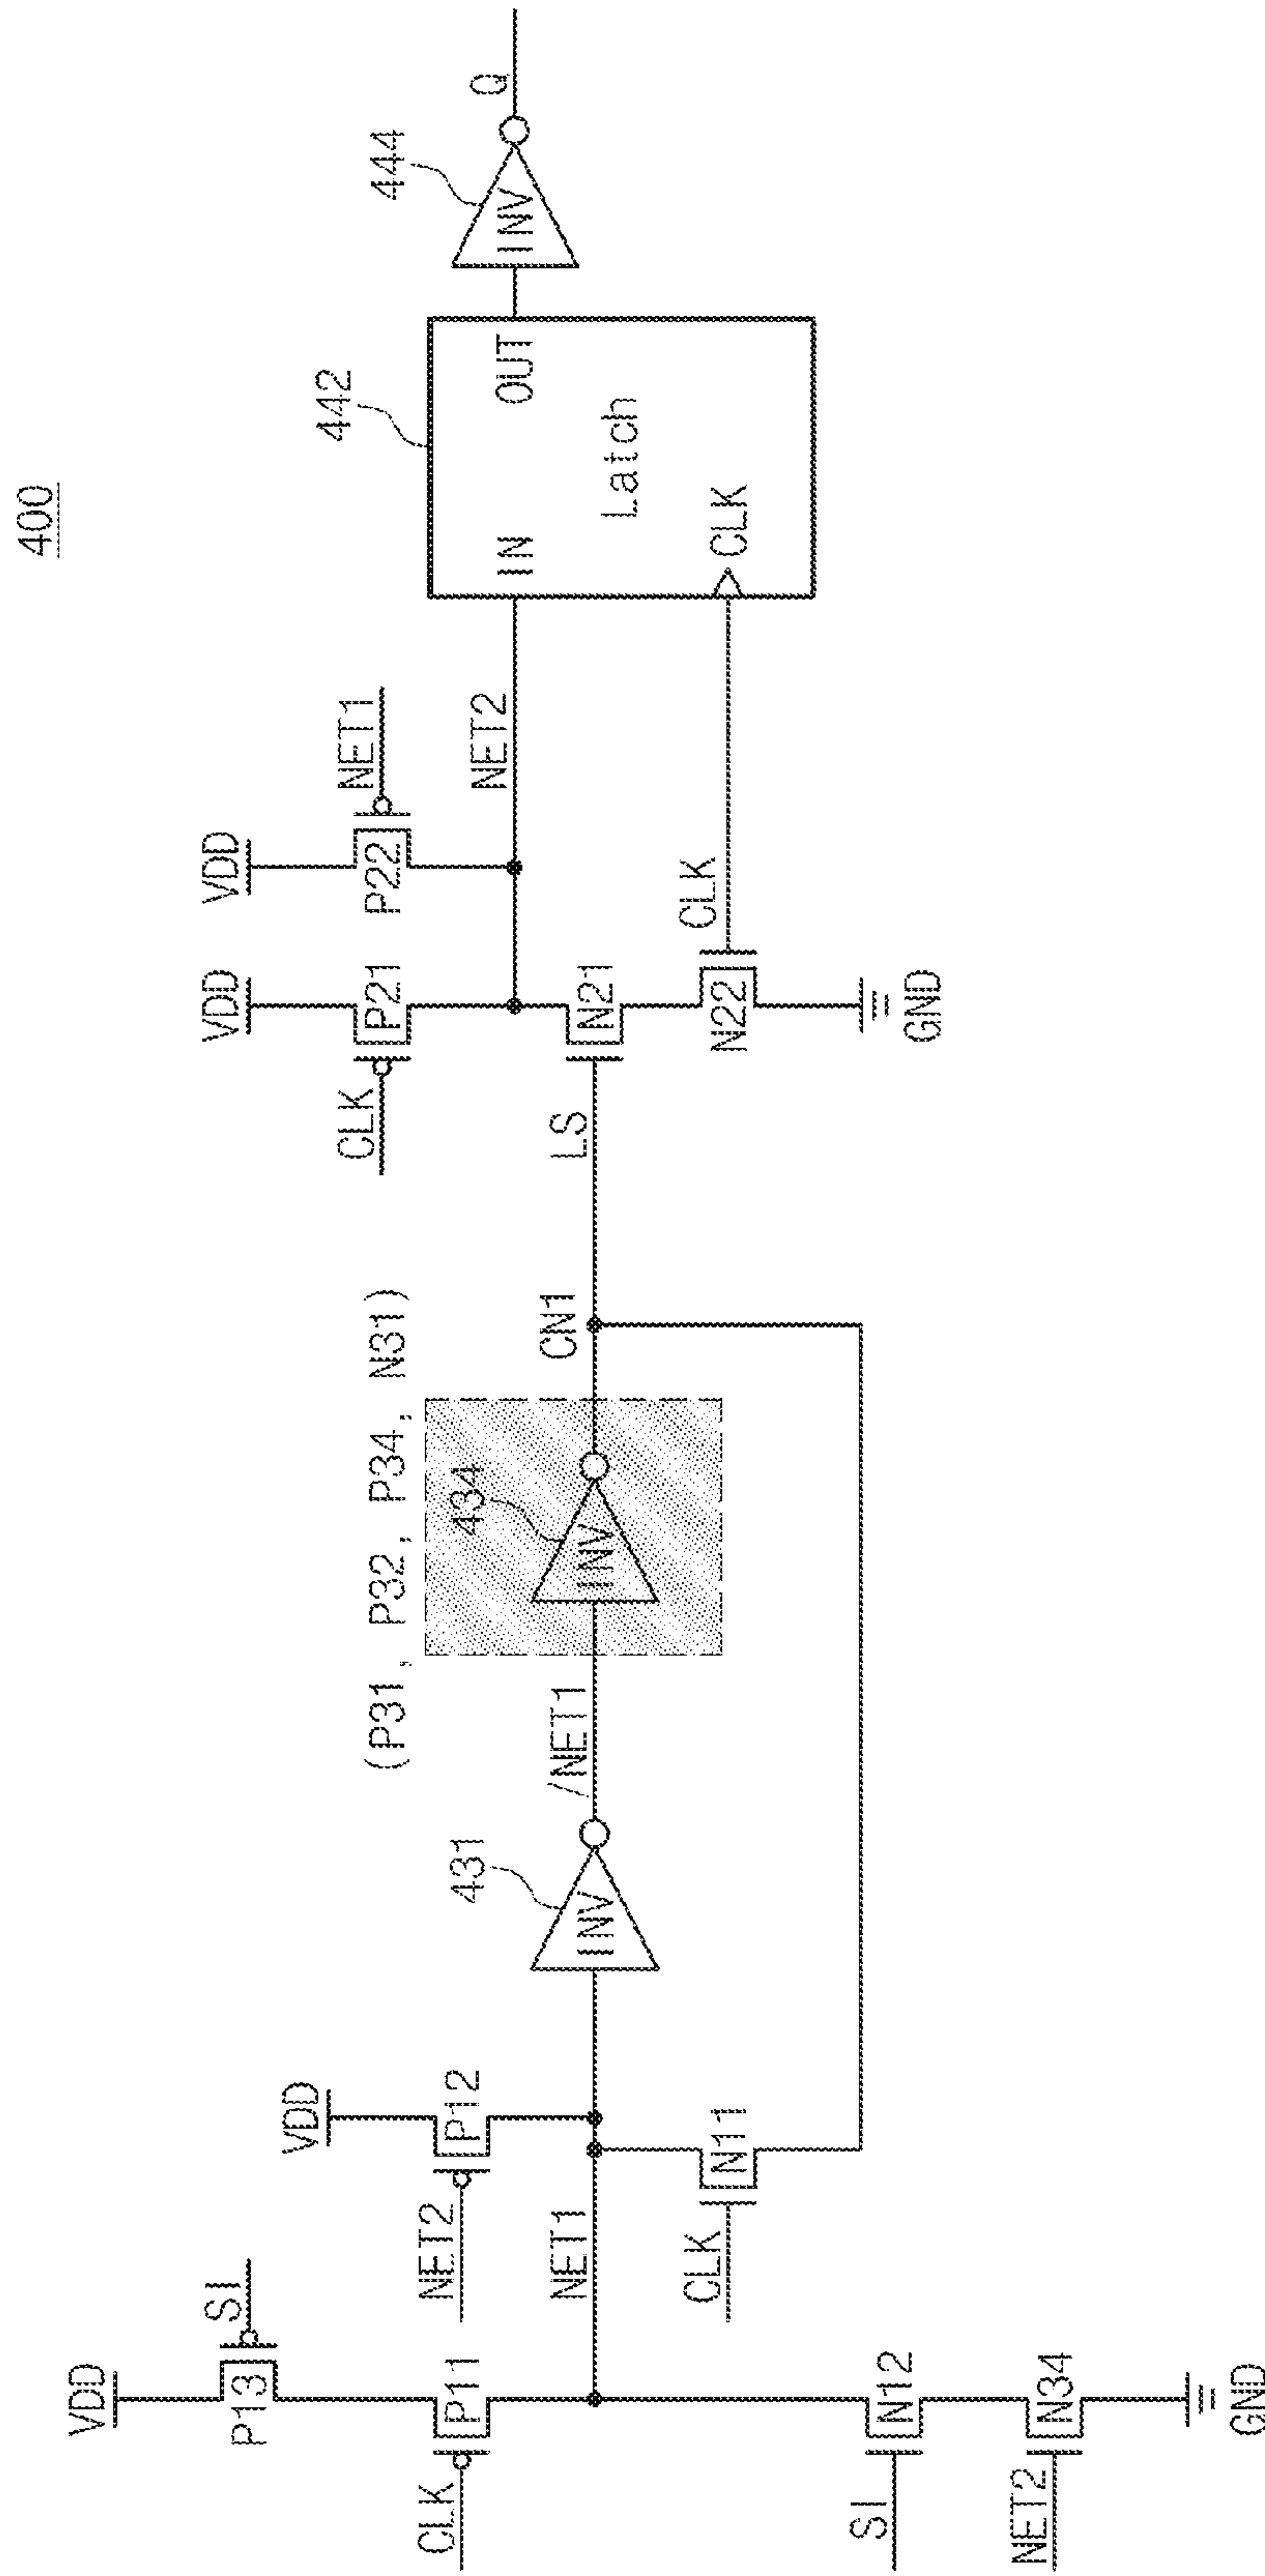 400
VDD
P13
SI
CLK
P11
VDD
NET2
P12
NET1
CLK
N11
SI
N12
NET2
N34
GND
431
INV
/NET1
(P31, P32, P34, N31)
434
INV
CN1
LS
VDD
CLK
P21
VDD
P22
NET1
NET2
N21
N22
CLK
GND
442
IN
OUT
Latch
CLK
444
INV
Q